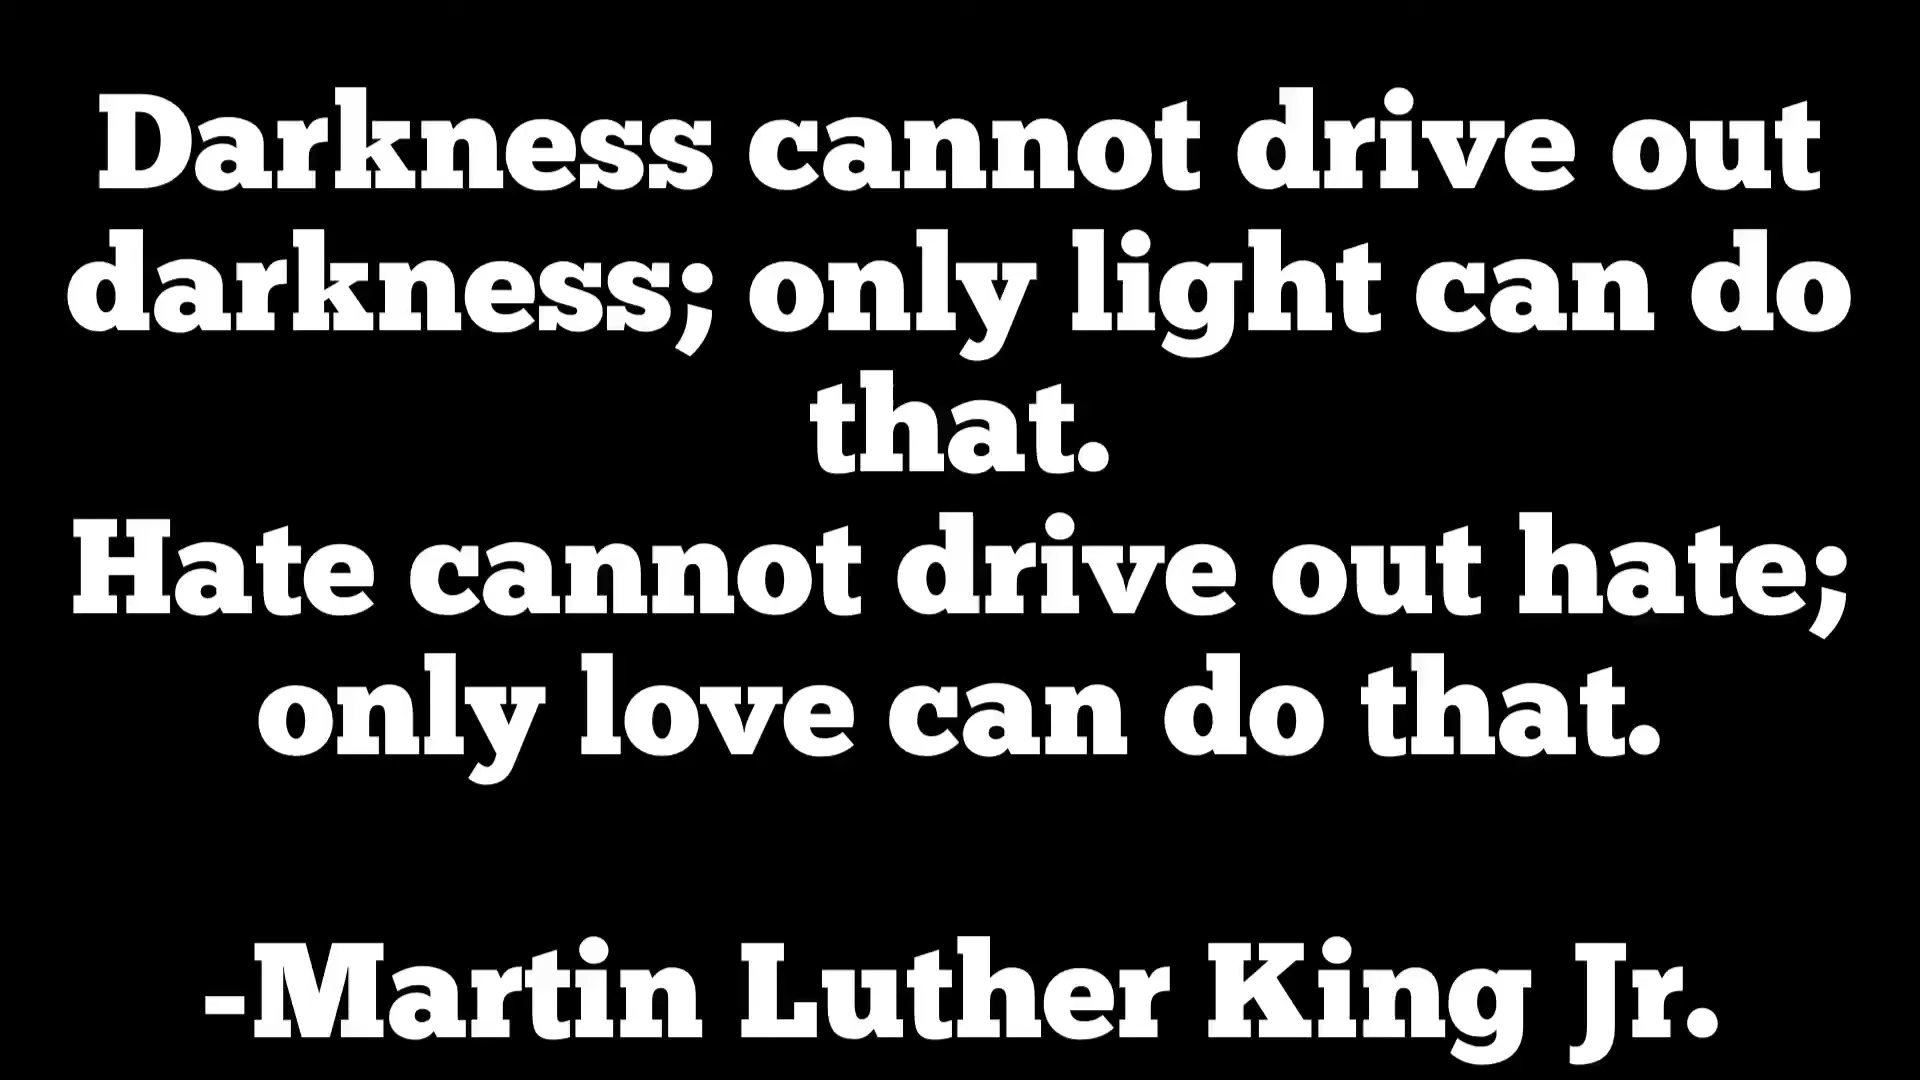 Darkness cannot drive out
darkness; only light can do
that.
Hate cannot drive out hate;
only love can do that.
-Martin Luther King Jr.